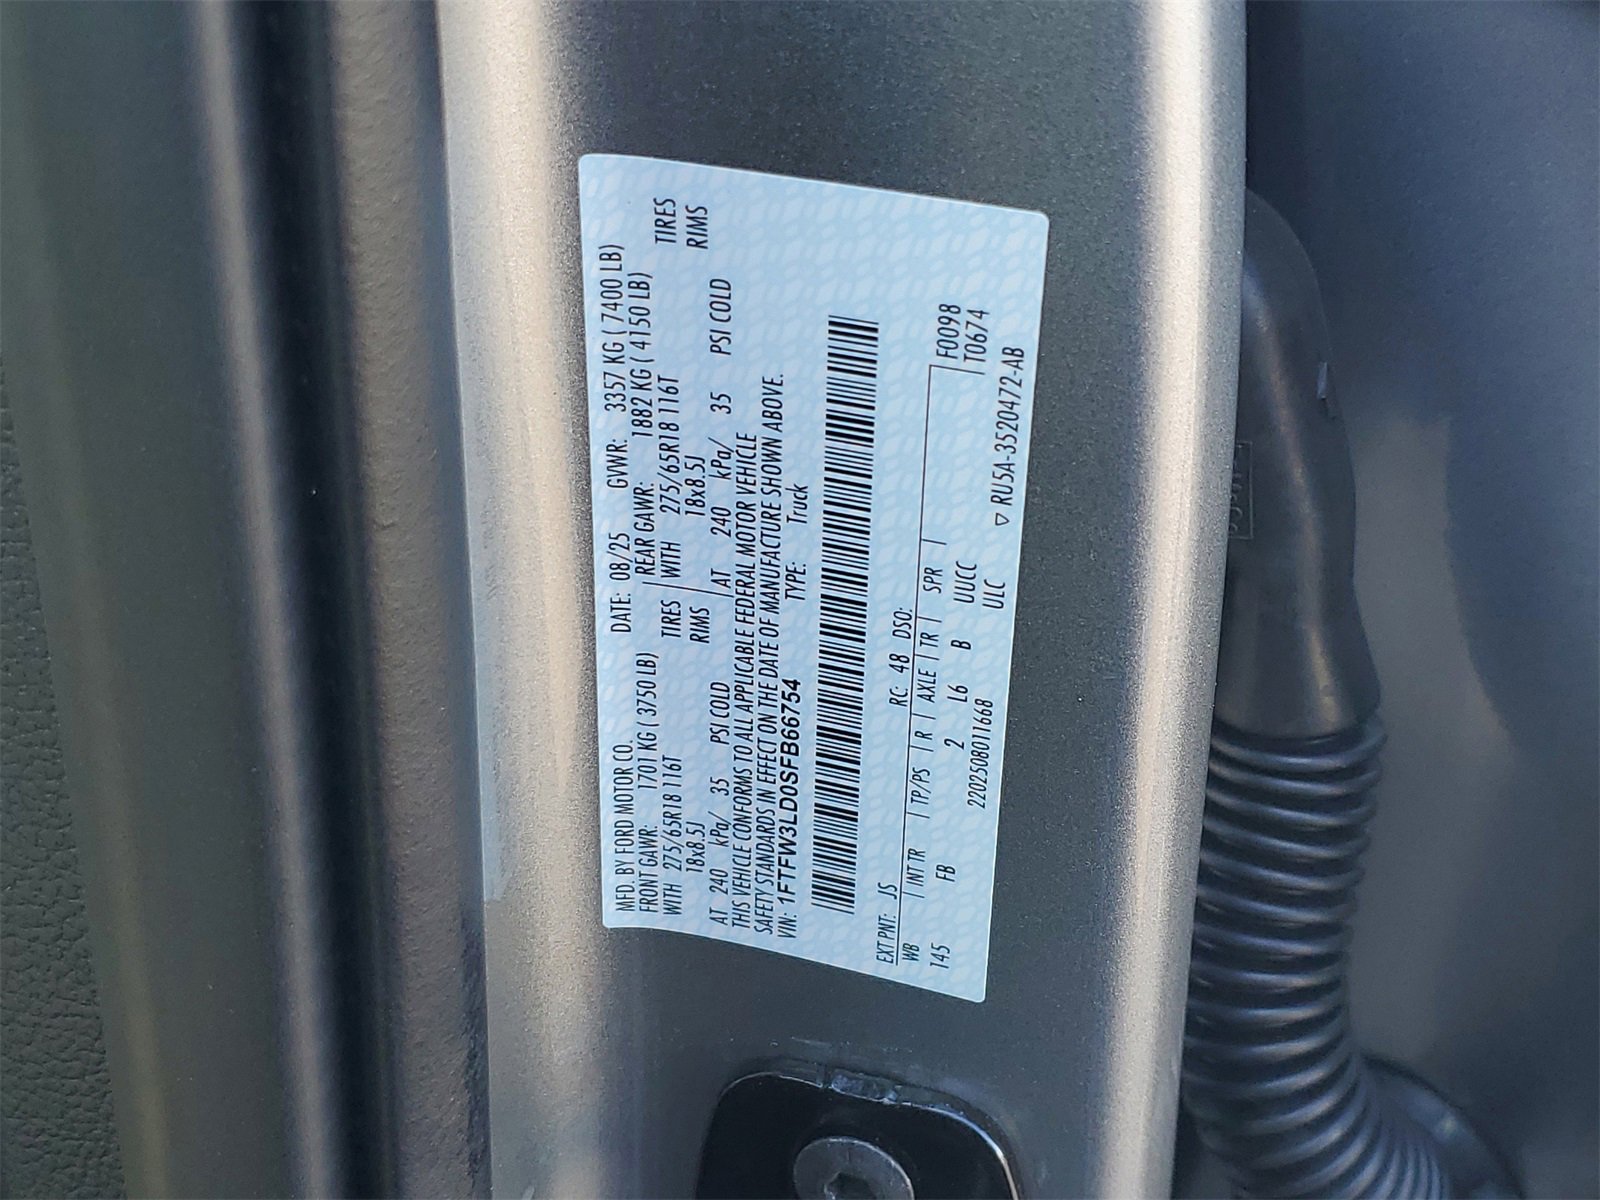 MFD. BY FORD MOTOR CO. DATE: 08/25 GVWR: 3357 KG ( 7400 LB)
FRONT GAWR: 1701 KG ( 3750 LB) REAR GAWR: 1882 KG ( 4150 LB)
WITH 275/65R18 116T TIRES WITH 275/65R18 116T TIRES
18x8.5J RIMS 18x8.5J RIMS
AT 240 kPa/ 35 PSI COLD AT 240 kPa/ 35 PSI COLD
THIS VEHICLE CONFORMS TO ALL APPLICABLE FEDERAL MOTOR VEHICLE
SAFETY STANDARDS IN EFFECT ON THE DATE OF MANUFACTURE SHOWN ABOVE.
VIN: 1FTFW3LD0SFB66754 TYPE: Truck
EXT PNT: JS RC: 48 DSO:
WB INT TR TP/PS R AXLE TR SPR F0098
145 FB 2 L6 B UUCC T0674
220250801 1668 ULC
▽ RU5A-3520472-AB